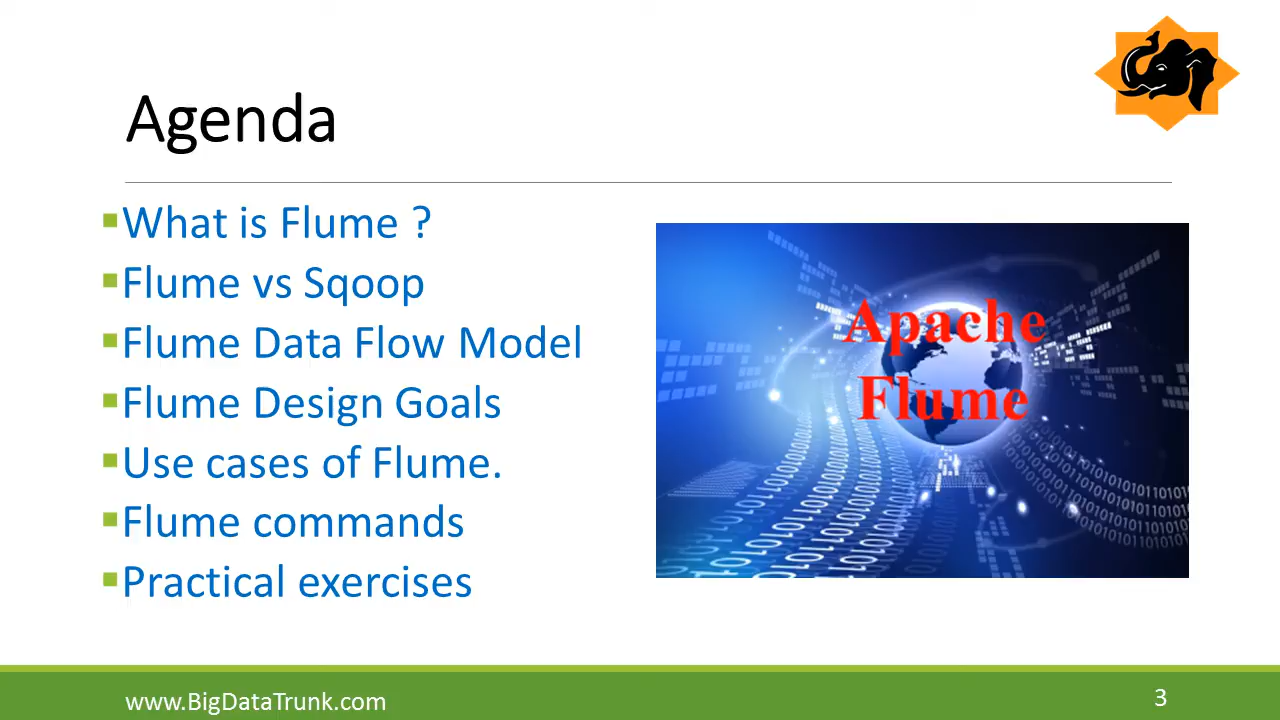 Agenda
▪What is Flume ?
▪Flume vs Sqoop
▪Flume Data Flow Model
▪Flume Design Goals
▪Use cases of Flume.
▪Flume commands
▪Practical exercises
Apache
Flume
www.BigDataTrunk.com
3